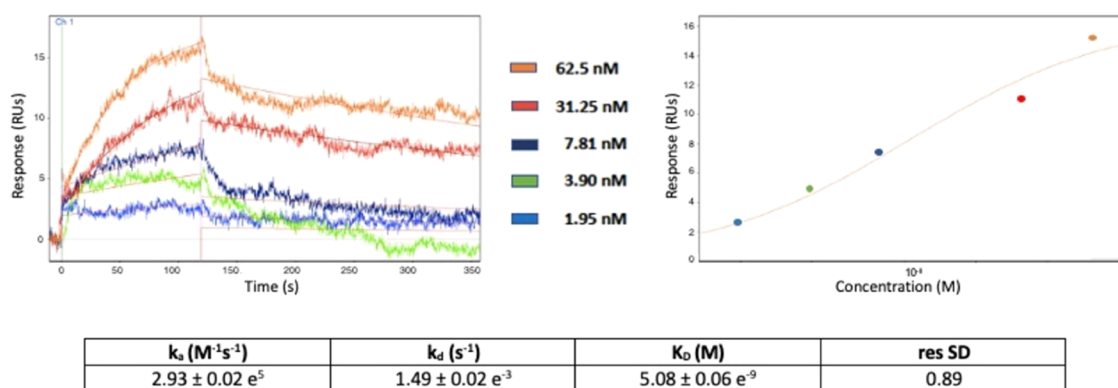 Ch 1
Response (RUs)
15
10
5
0
0 50 100 150 200 250 300 350
Time (s)
62.5 nM
31.25 nM
7.81 nM
3.90 nM
1.95 nM
Response (RUs)
16
14
12
10
8
6
4
2
0
Concentration (M)
kₐ (M⁻¹s⁻¹) k_d (s⁻¹) K_D (M) res SD
2.93 ± 0.02 e⁵ 1.49 ± 0.02 e⁻³ 5.08 ± 0.06 e⁻⁹ 0.89